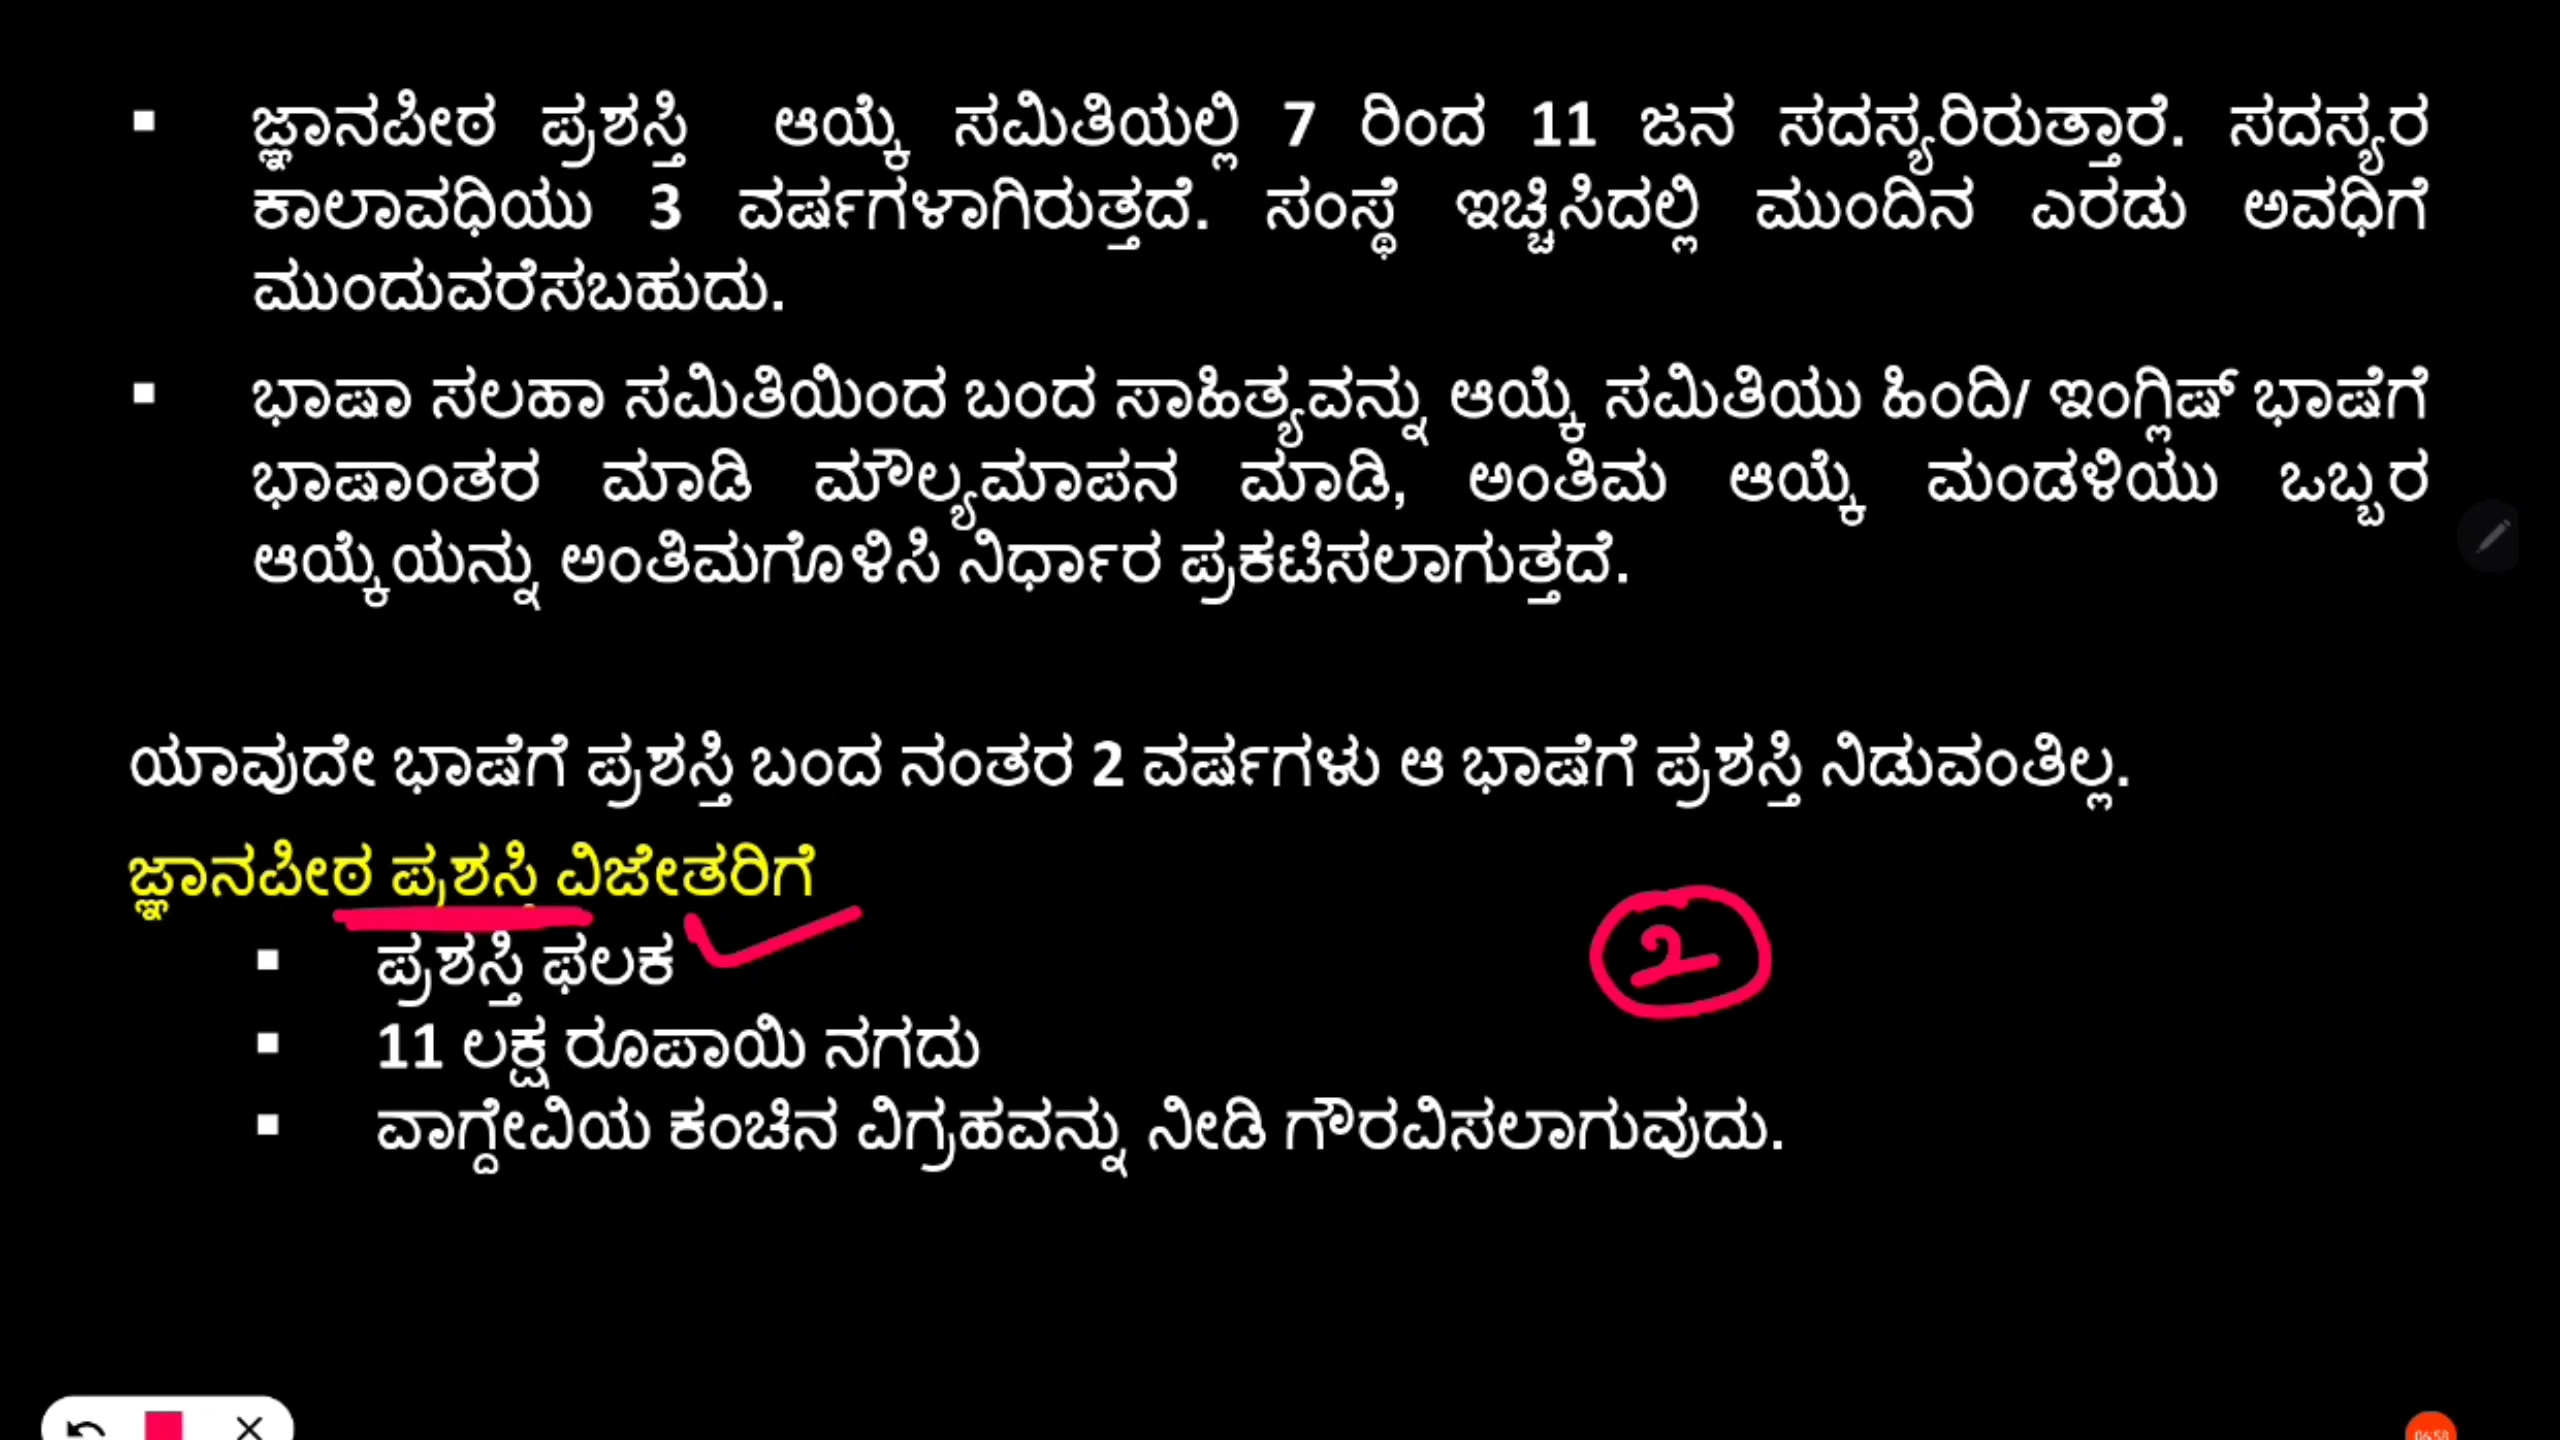 ▪ ಜ್ಞಾನಪೀಠ ಪ್ರಶಸ್ತಿ ಆಯ್ಕೆ ಸಮಿತಿಯಲ್ಲಿ 7 ರಿಂದ 11 ಜನ ಸದಸ್ಯರಿರುತ್ತಾರೆ. ಸದಸ್ಯರ
ಕಾಲಾವಧಿಯು 3 ವರ್ಷಗಳಾಗಿರುತ್ತದೆ. ಸಂಸ್ಥೆ ಇಚ್ಚಿಸಿದಲ್ಲಿ ಮುಂದಿನ ಎರಡು ಅವಧಿಗೆ
ಮುಂದುವರೆಸಬಹುದು.
▪ ಭಾಷಾ ಸಲಹಾ ಸಮಿತಿಯಿಂದ ಬಂದ ಸಾಹಿತ್ಯವನ್ನು ಆಯ್ಕೆ ಸಮಿತಿಯು ಹಿಂದಿ/ ಇಂಗ್ಲಿಷ್ ಭಾಷೆಗೆ
ಭಾಷಾಂತರ ಮಾಡಿ ಮೌಲ್ಯಮಾಪನ ಮಾಡಿ, ಅಂತಿಮ ಆಯ್ಕೆ ಮಂಡಳಿಯು ಒಬ್ಬರ
ಆಯ್ಕೆಯನ್ನು ಅಂತಿಮಗೊಳಿಸಿ ನಿರ್ಧಾರ ಪ್ರಕಟಿಸಲಾಗುತ್ತದೆ.
ಯಾವುದೇ ಭಾಷೆಗೆ ಪ್ರಶಸ್ತಿ ಬಂದ ನಂತರ 2 ವರ್ಷಗಳು ಆ ಭಾಷೆಗೆ ಪ್ರಶಸ್ತಿ ನಿಡುವಂತಿಲ್ಲ.
ಜ್ಞಾನಪೀಠ ಪ್ರಶಸ್ತಿ ವಿಜೇತರಿಗೆ
▪ ಪ್ರಶಸ್ತಿ ಫಲಕ
2
▪ 11 ಲಕ್ಷ ರೂಪಾಯಿ ನಗದು
▪ ವಾಗ್ದೇವಿಯ ಕಂಚಿನ ವಿಗ್ರಹವನ್ನು ನೀಡಿ ಗೌರವಿಸಲಾಗುವುದು.